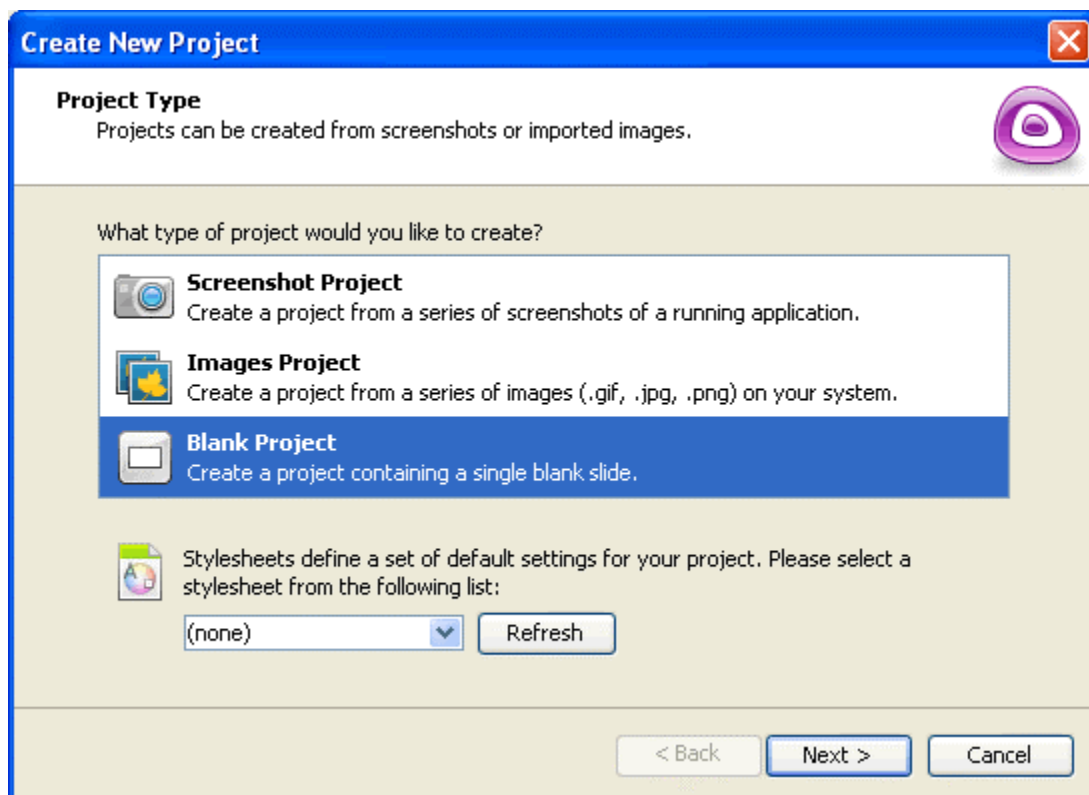 Create New Project
Project Type
Projects can be created from screenshots or imported images.
What type of project would you like to create?
Screenshot Project
Create a project from a series of screenshots of a running application.
Images Project
Create a project from a series of images (.gif, .jpg, .png) on your system.
Blank Project
Create a project containing a single blank slide.
Stylesheets define a set of default settings for your project. Please select a
stylesheet from the following list:
(none)
Refresh
< Back
Next >
Cancel